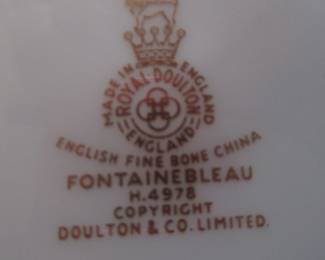 MADE IN ENGLAND
ROYAL·DOULTON
ENGLAND
ENGLISH FINE BONE CHINA
FONTAINEBLEAU
H.4978
COPYRIGHT
DOULTON & CO. LIMITED.